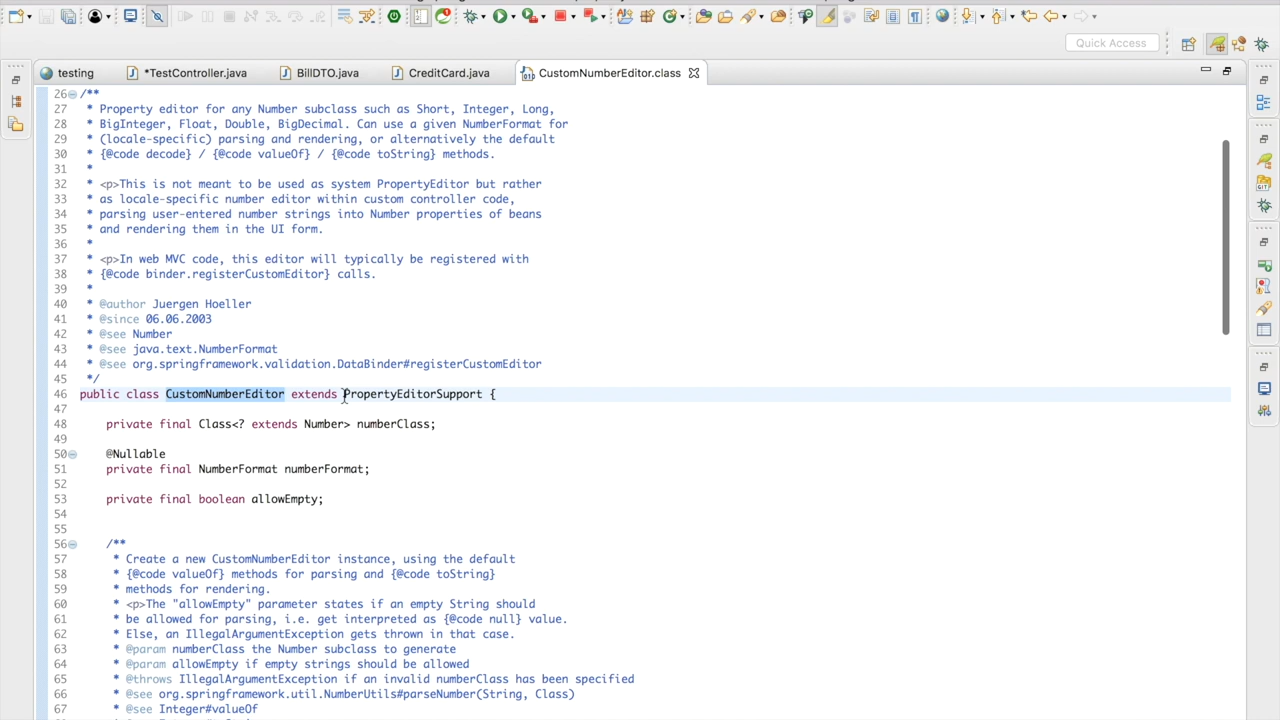 Quick Access
testing
*TestController.java
BillDTO.java
CreditCard.java
CustomNumberEditor.class
26 /**
27  * Property editor for any Number subclass such as Short, Integer, Long,
28  * BigInteger, Float, Double, BigDecimal. Can use a given NumberFormat for
29  * (locale-specific) parsing and rendering, or alternatively the default
30  * {@code decode} / {@code valueOf} / {@code toString} methods.
31  *
32  * <p>This is not meant to be used as system PropertyEditor but rather
33  * as locale-specific number editor within custom controller code,
34  * parsing user-entered number strings into Number properties of beans
35  * and rendering them in the UI form.
36  *
37  * <p>In web MVC code, this editor will typically be registered with
38  * {@code binder.registerCustomEditor} calls.
39  *
40  * @author Juergen Hoeller
41  * @since 06.06.2003
42  * @see Number
43  * @see java.text.NumberFormat
44  * @see org.springframework.validation.DataBinder#registerCustomEditor
45  */
46 public class CustomNumberEditor extends PropertyEditorSupport {
47
48     private final Class<? extends Number> numberClass;
49
50     @Nullable
51     private final NumberFormat numberFormat;
52
53     private final boolean allowEmpty;
54
55
56     /**
57      * Create a new CustomNumberEditor instance, using the default
58      * {@code valueOf} methods for parsing and {@code toString}
59      * methods for rendering.
60      * <p>The "allowEmpty" parameter states if an empty String should
61      * be allowed for parsing, i.e. get interpreted as {@code null} value.
62      * Else, an IllegalArgumentException gets thrown in that case.
63      * @param numberClass the Number subclass to generate
64      * @param allowEmpty if empty strings should be allowed
65      * @throws IllegalArgumentException if an invalid numberClass has been specified
66      * @see org.springframework.util.NumberUtils#parseNumber(String, Class)
67      * @see Integer#valueOf